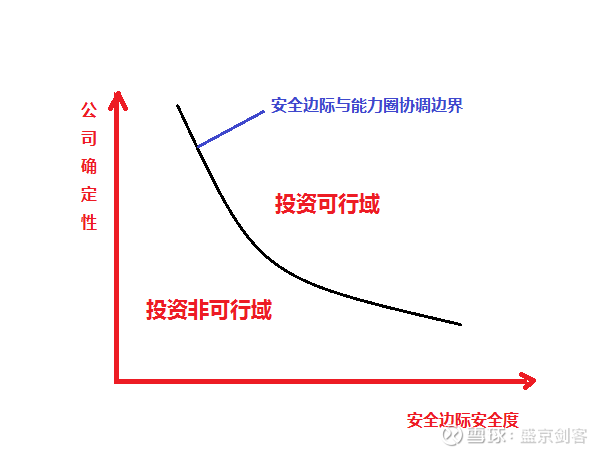 公司确定性
安全边际与能力圈协调边界
投资可行域
投资非可行域
安全边际安全度
雪球：盛京剑客